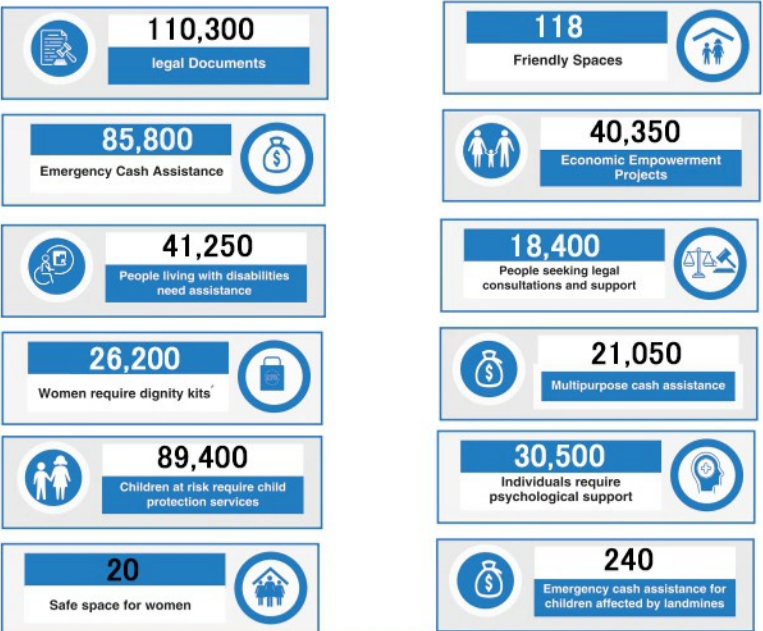 110,300
legal Documents
85,800
Emergency Cash Assistance
41,250
People living with disabilities
need assistance
26,200
Women require dignity kits´
89,400
Children at risk require child
protection services
20
Safe space for women
118
Friendly Spaces
40,350
Economic Empowerment
Projects
18,400
People seeking legal
consultations and support
21,050
Multipurpose cash assistance
30,500
Individuals require
psychological support
240
Emergency cash assistance for
children affected by landmines